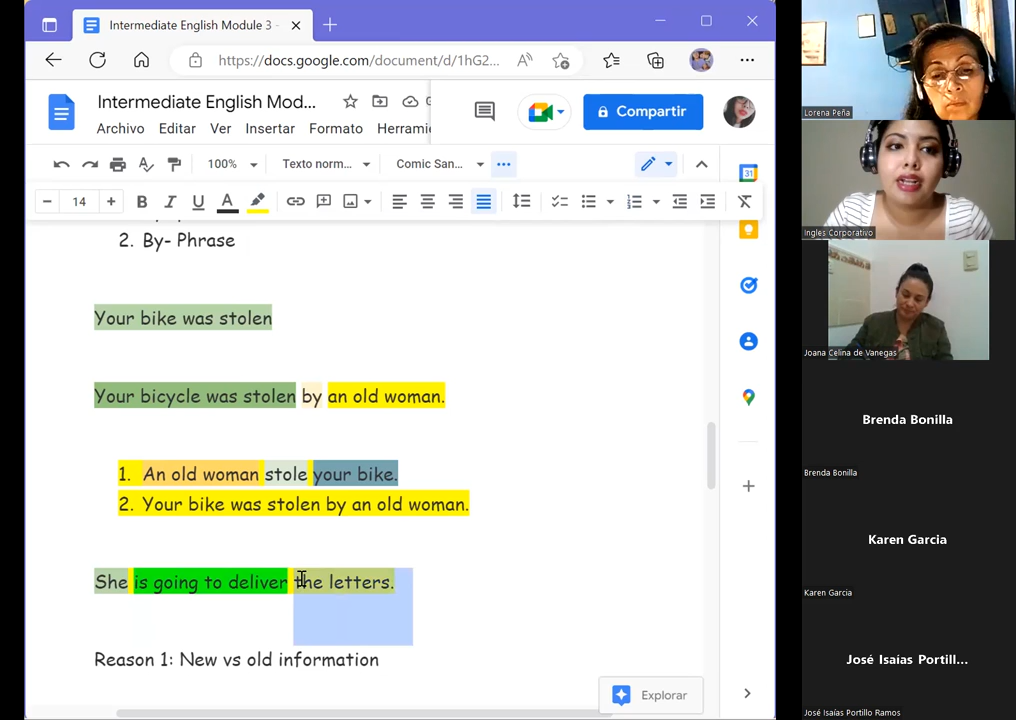 Intermediate English Module 3 -
https://docs.google.com/document/d/1hG2...
Intermediate English Mod...
Archivo Editar Ver Insertar Formato Herramie
Compartir
100% Texto norm... Comic San...
14
2. By- Phrase
Your bike was stolen
Your bicycle was stolen by an old woman.
1. An old woman stole your bike.
2. Your bike was stolen by an old woman.
She is going to deliver the letters.
Reason 1: New vs old information
Explorar
Lorena Peña
Ingles Corporativo
Joana Celina de Vanegas
Brenda Bonilla
Brenda Bonilla
Karen Garcia
Karen Garcia
José Isaías Portill...
José Isaías Portillo Ramos